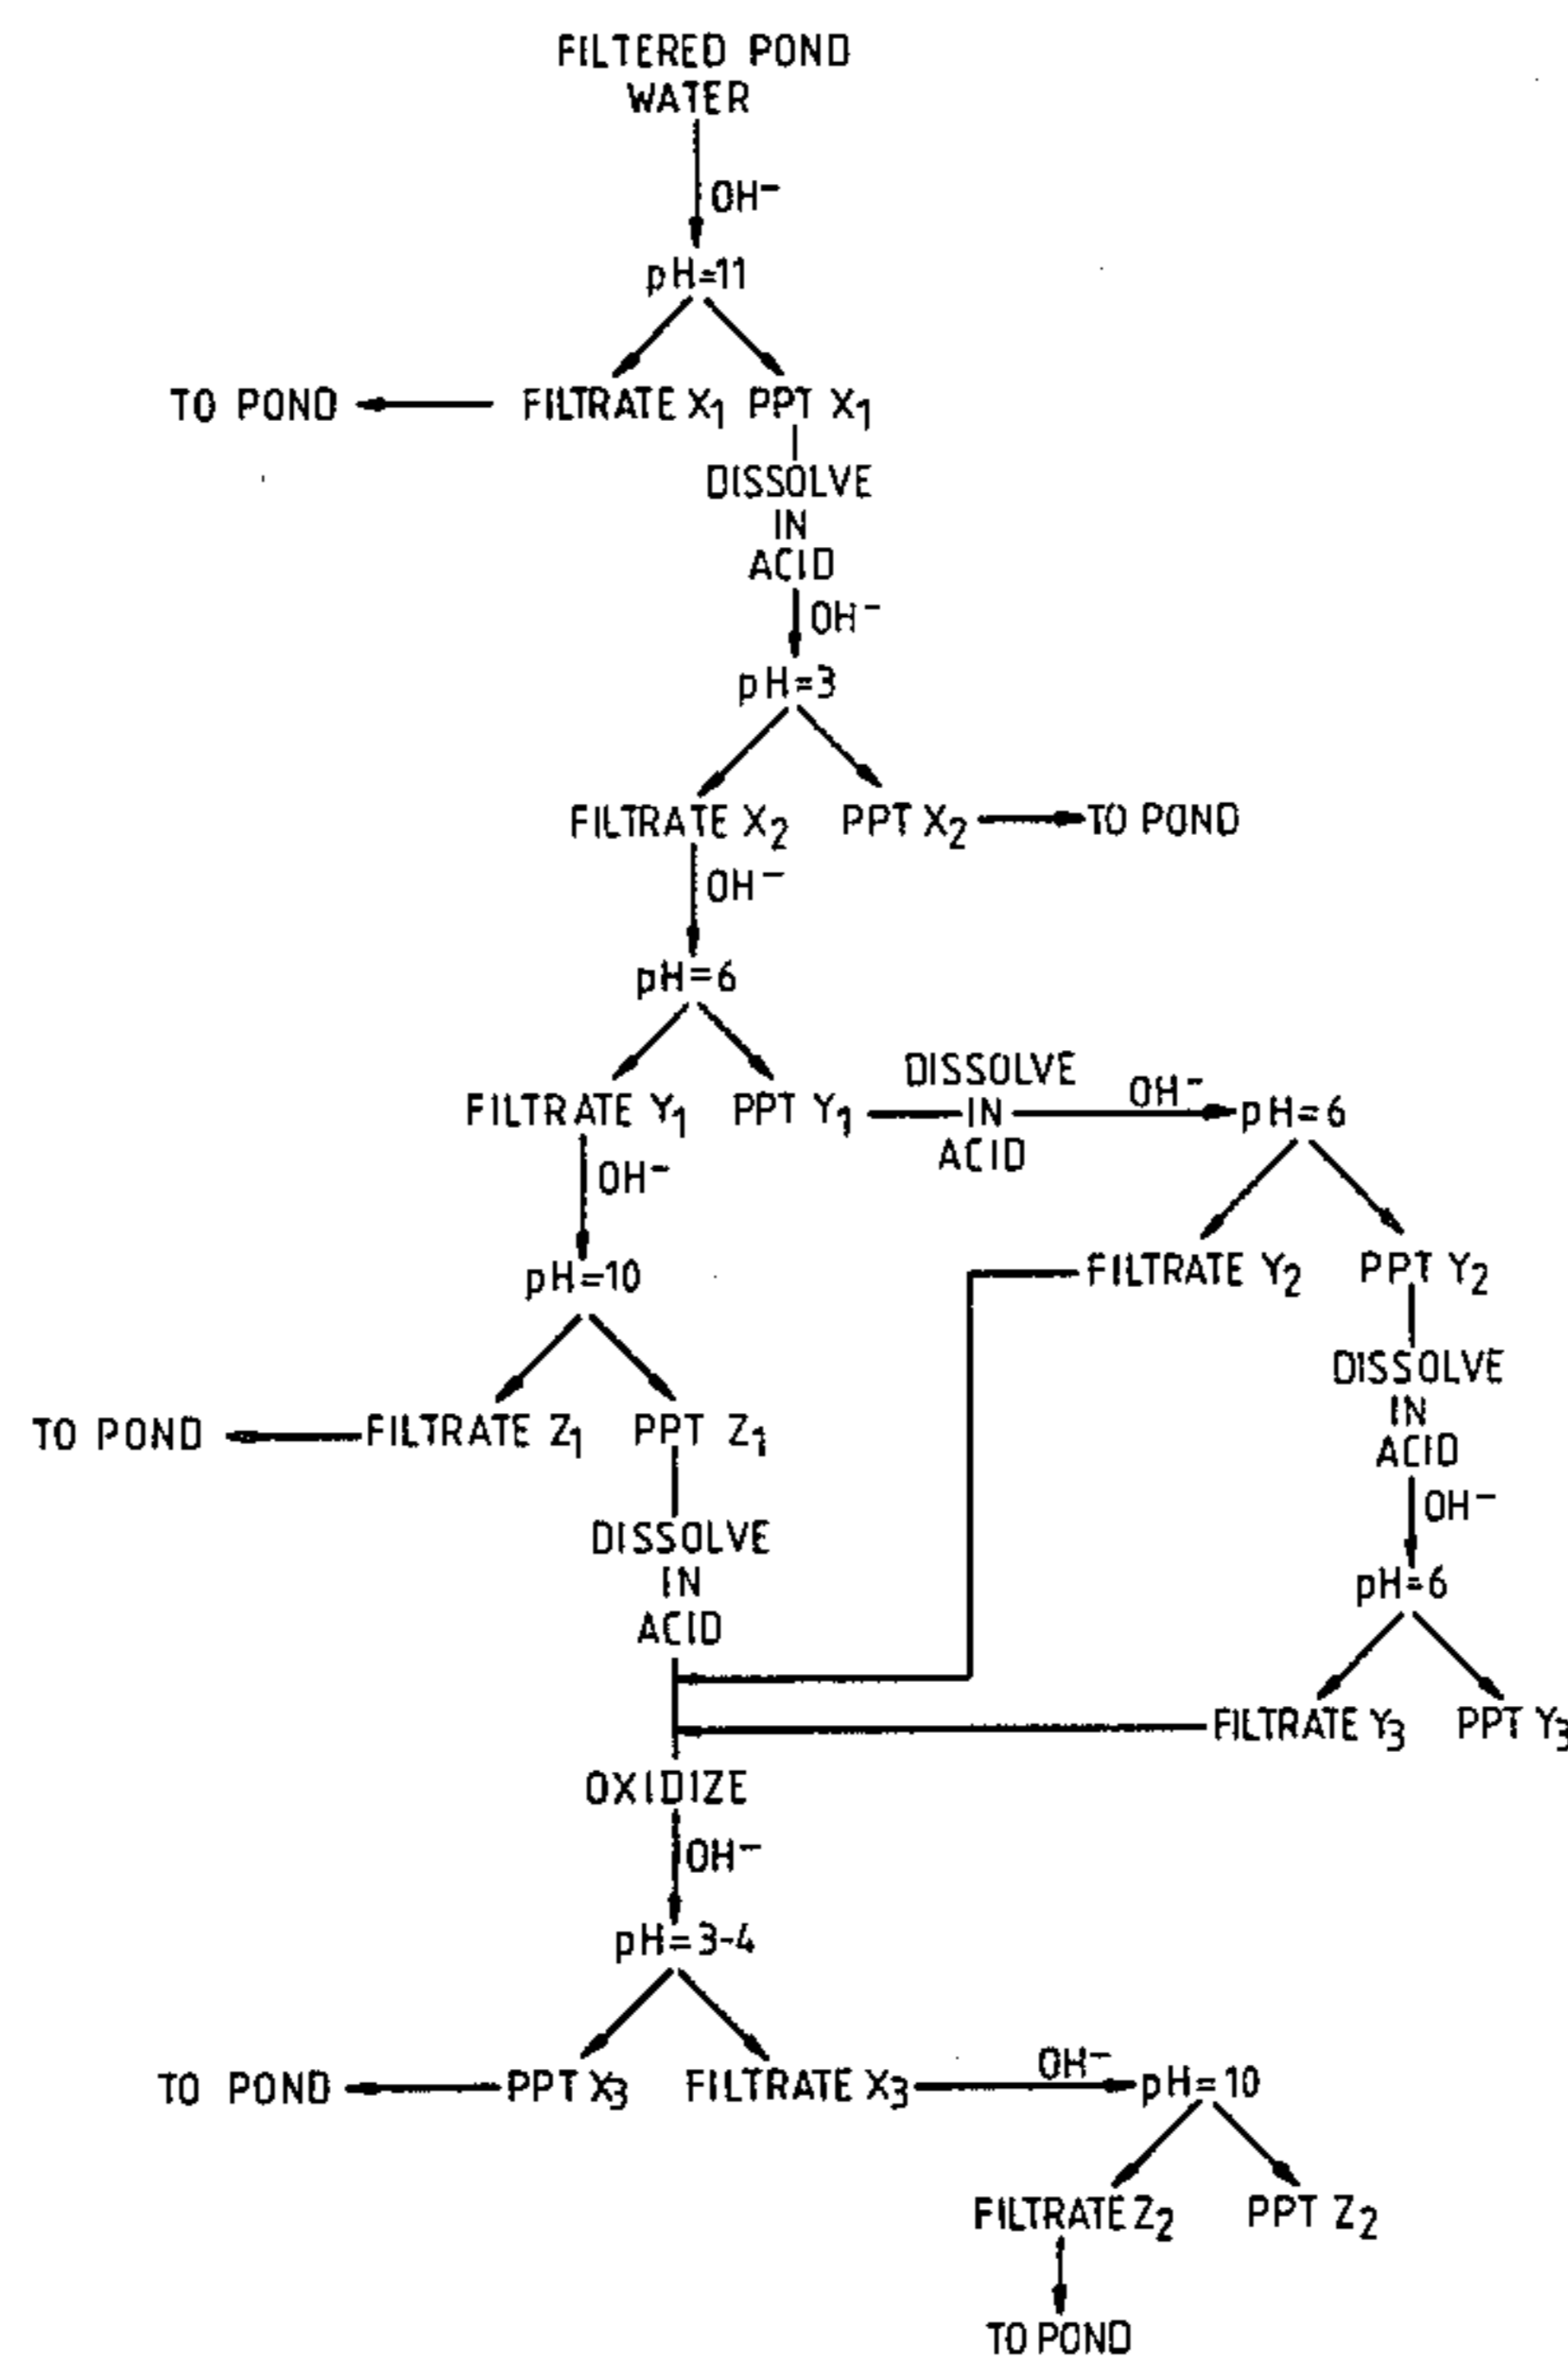 FILTERED POND
WATER
OH⁻
pH=11
TO POND
FILTRATE X₁
PPT X₁
DISSOLVE
IN
ACID
OH⁻
pH=3
FILTRATE X₂
PPT X₂
TO POND
OH⁻
pH=6
FILTRATE Y₁
PPT Y₁
DISSOLVE
IN
ACID
OH⁻
pH=6
OH⁻
pH=10
FILTRATE Y₂
PPT Y₂
DISSOLVE
IN
ACID
OH⁻
pH=6
TO POND
FILTRATE Z₁
PPT Z₁
DISSOLVE
IN
ACID
FILTRATE Y₃
PPT Y₃
OXIDIZE
OH⁻
pH=3-4
TO POND
PPT X₃
FILTRATE X₃
OH⁻
pH=10
FILTRATE Z₂
PPT Z₂
TO POND